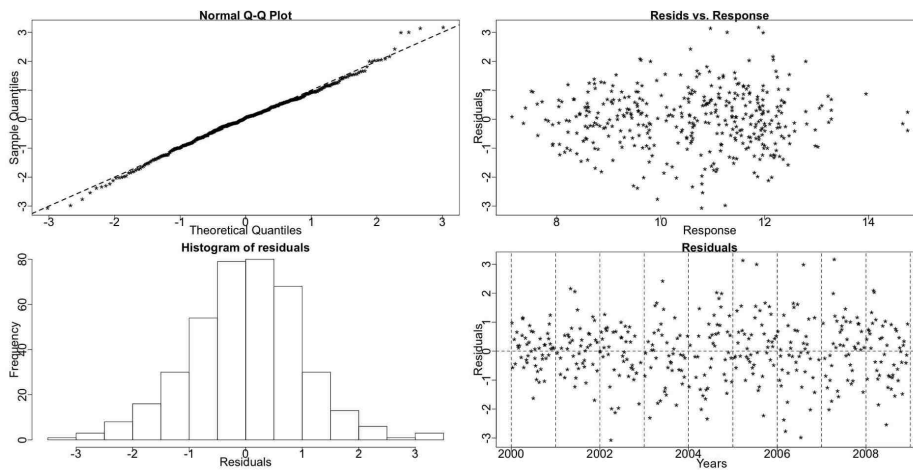 Normal Q-Q Plot
Sample Quantiles
3
2
1
0
-1
-2
-3
-3 -2 -1 0 1 2 3
Theoretical Quantiles
Resids vs. Response
Residuals
3
2
1
0
-1
-2
-3
8 10 12 14
Response
Histogram of residuals
Frequency
80
60
40
20
0
-3 -2 -1 0 1 2 3
Residuals
Residuals
Residuals
3
2
1
0
-1
-2
-3
2000 2002 2004 2006 2008
Years